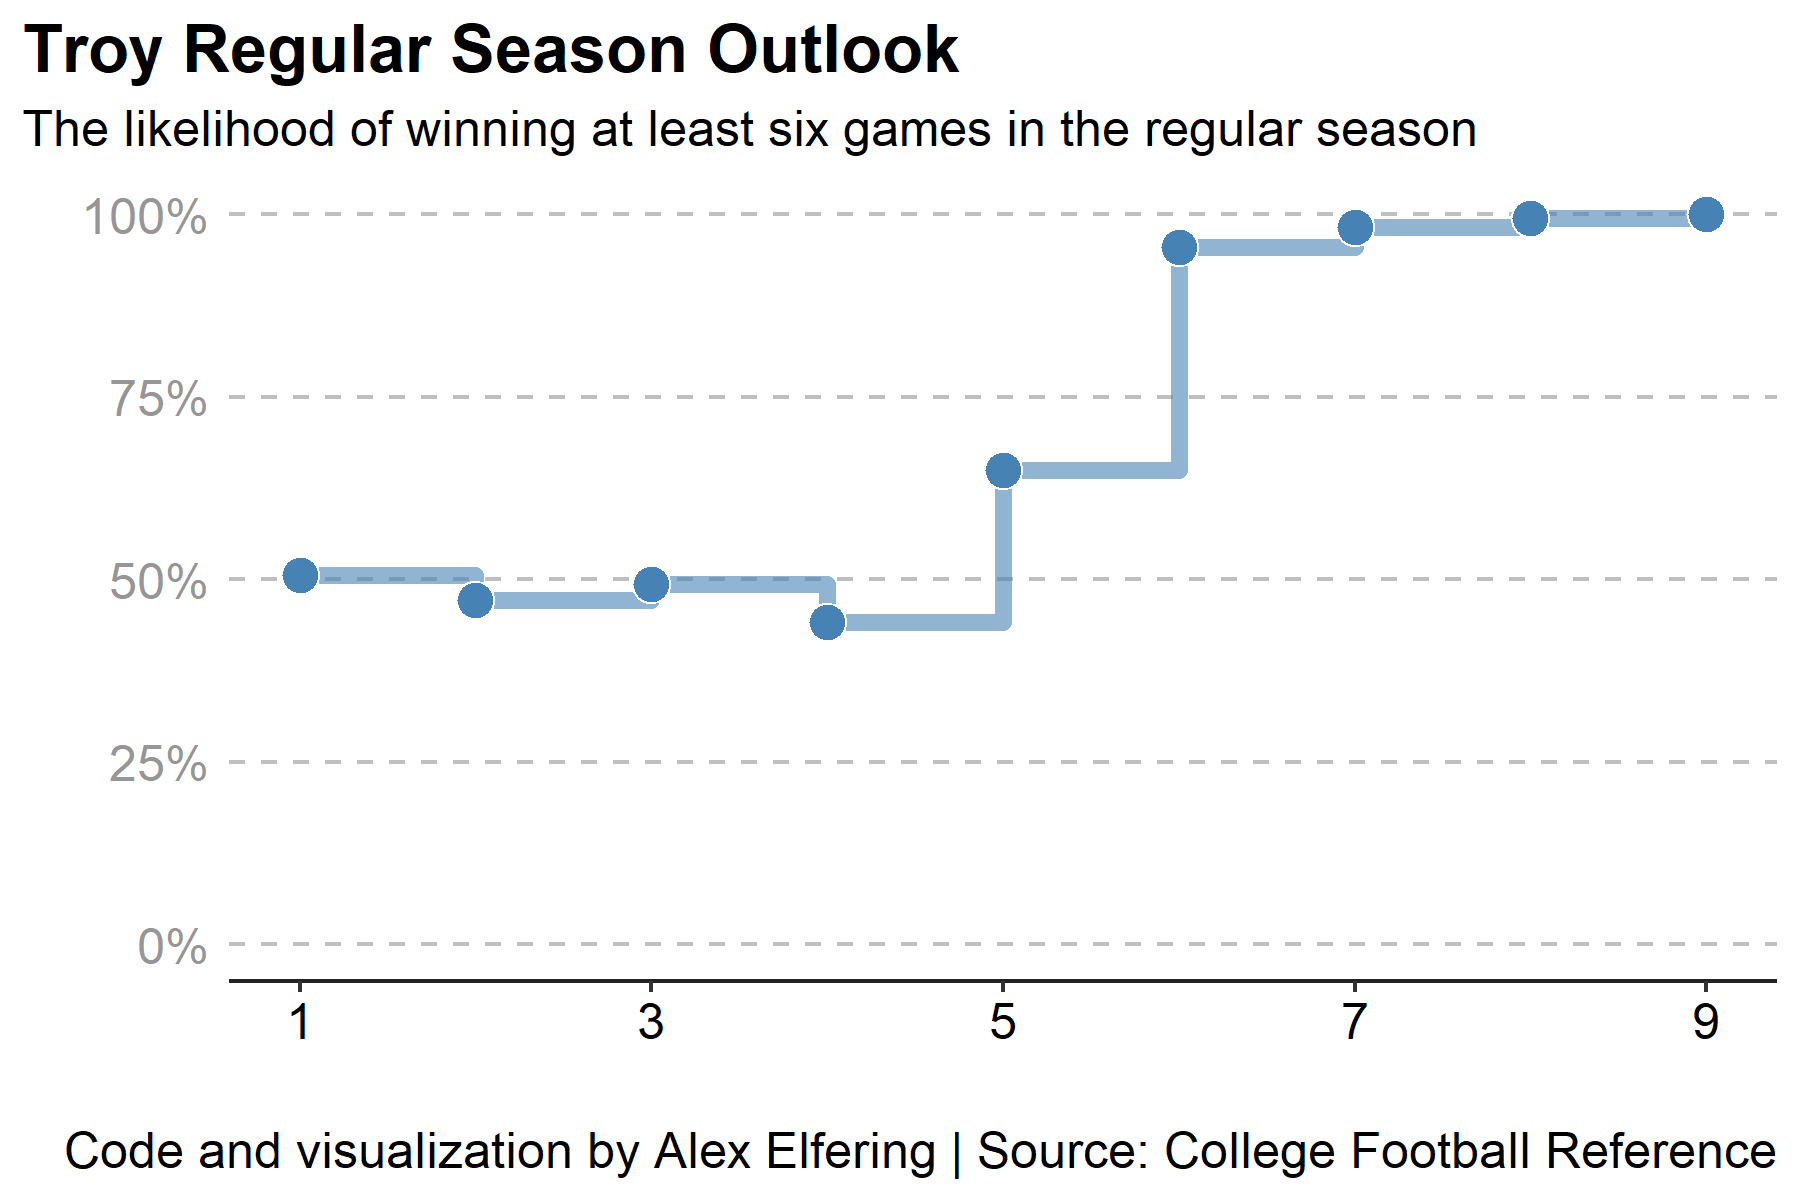 Troy Regular Season Outlook
The likelihood of winning at least six games in the regular season
100%
75%
50%
25%
0%
1 3 5 7 9
Code and visualization by Alex Elfering | Source: College Football Reference